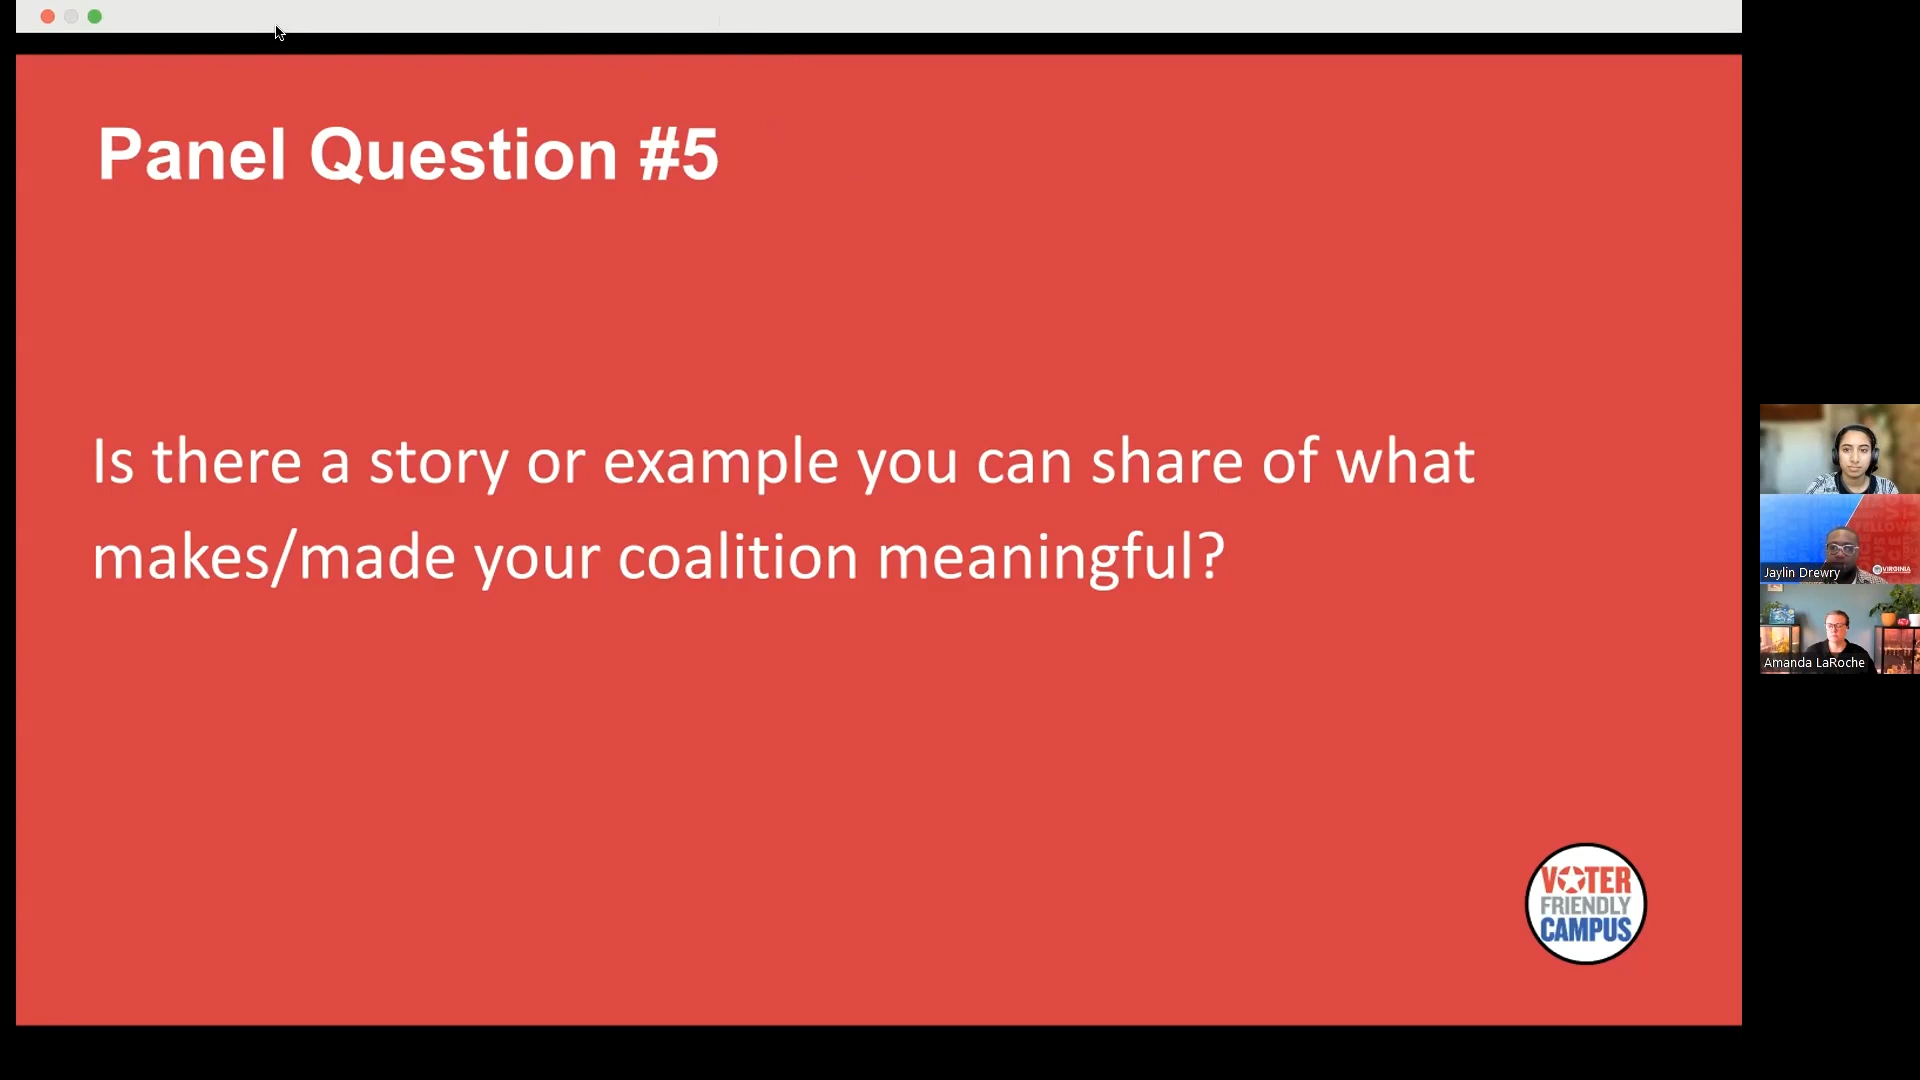 Panel Question #5
Is there a story or example you can share of what
makes/made your coalition meaningful?
VOTER
FRIENDLY
CAMPUS
Jaylin Drewry
VIRGINIA
Amanda LaRoche